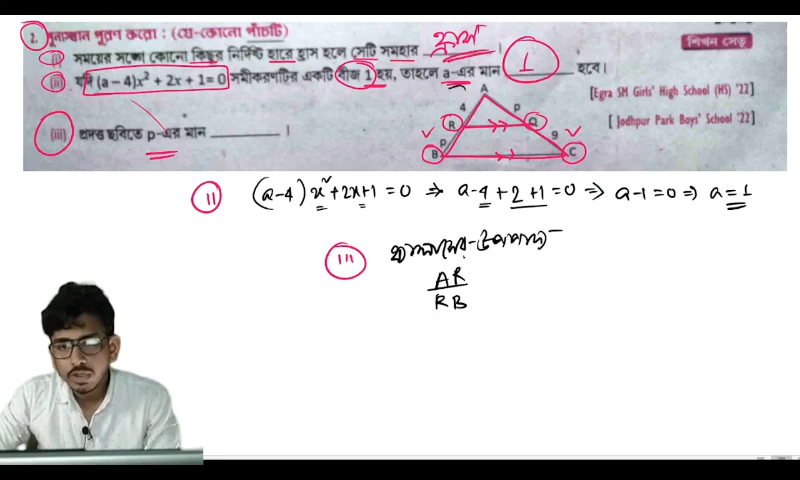 2. শূন্যস্থান পূরণ করো : (যে-কোনো পাঁচটি)
(i) সময়ের সঙ্গে কোনো কিছুর নির্দিষ্ট হারে হ্রাস হলে সেটি সমহার হ্রাস।
শিখন সেতু
(ii) যদি (a – 4)x² + 2x + 1 = 0 সমীকরণটির একটি বীজ 1 হয়, তাহলে a-এর মান 1 হবে।
[Egra SM Girls' High School (HS) '22]
(iii) প্রদত্ত ছবিতে p-এর মান ________ ।
[Jodhpur Park Boys' School '22]
A
4 P
R Q
P 9
B C
ii (a-4) x² + 2x + 1 = 0 ⇒ a - 4 + 2 + 1 = 0 ⇒ a - 1 = 0 ⇒ a = 1
iii
AR
RB